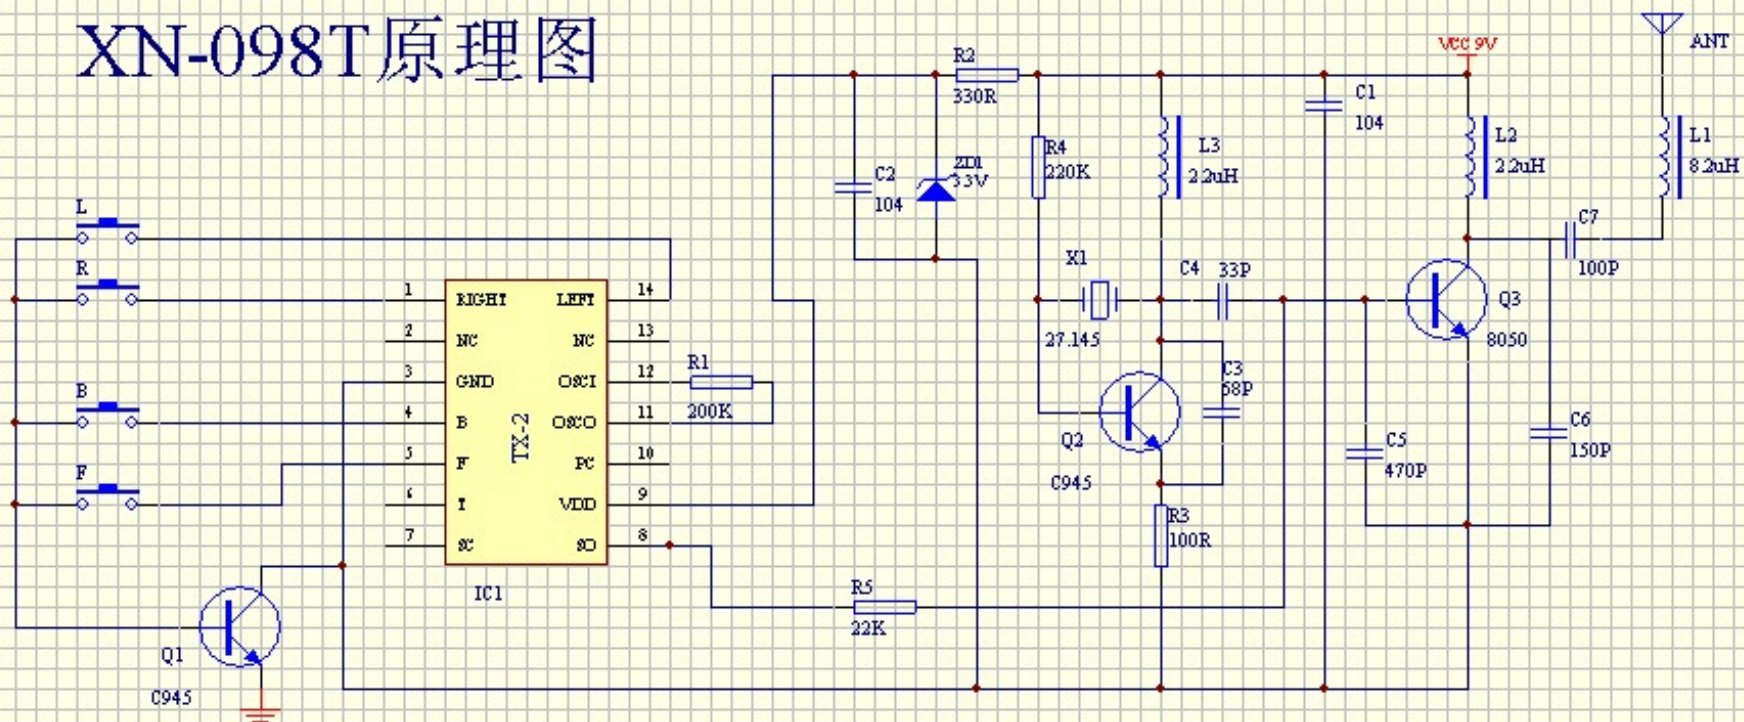 XN-098T原理图
VCC 9V
ANT
R2
330R
C1
104
L2
2.2uH
L1
8.2uH
R4
220K
L3
2.2uH
C2
104
ZD1
3.3V
C7
100P
L
R
B
F
X1
27.145
C4
33P
Q3
8050
C3
68P
Q2
C945
R3
100R
C5
470P
C6
150P
1
RIGHT
LEFT
14
2
NC
NC
13
3
GND
OSCI
12
4
B
OSCO
11
5
F
PC
10
6
T
VDD
9
7
SC
SO
8
TX-2
IC1
R1
200K
R5
22K
Q1
C945